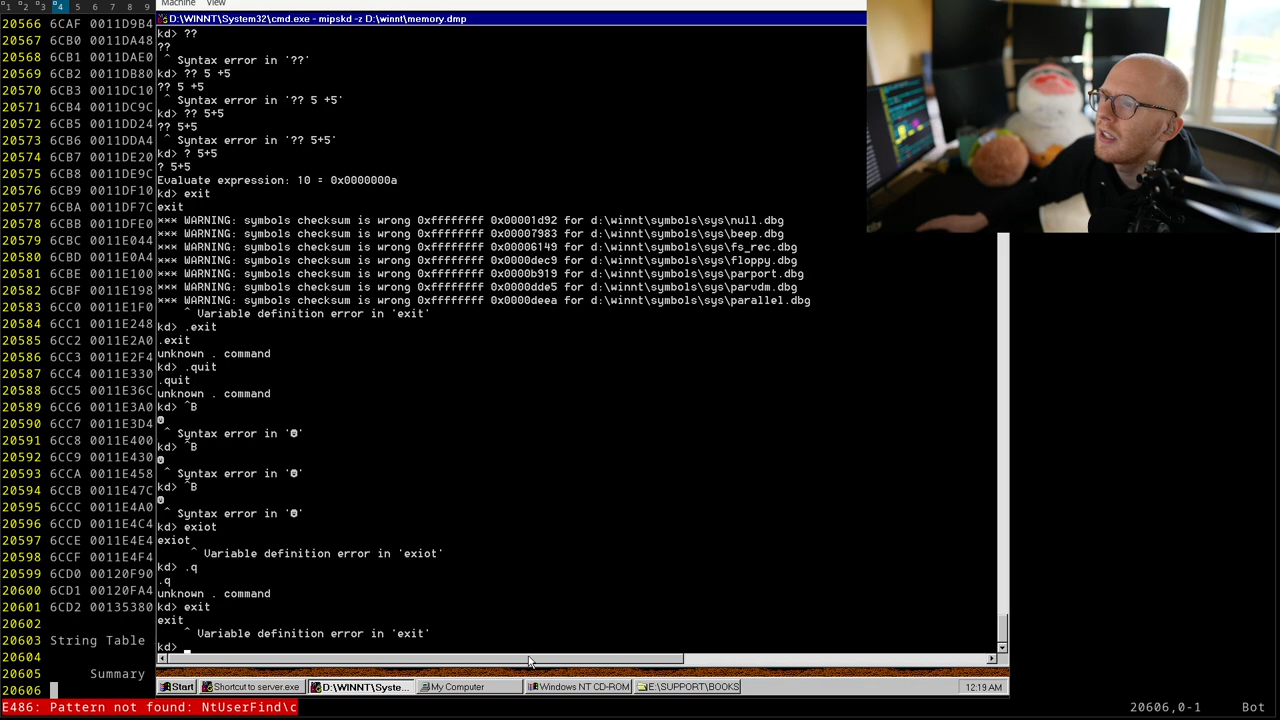 1 2 3 4 5 6 7 8 9
Machine View
D:\WINNT\System32\cmd.exe - mipskd -z D:\winnt\memory.dmp
20566 6CAF 0011D9B4
20567 6CB0 0011DA48
20568 6CB1 0011DAE0
20569 6CB2 0011DB80
20570 6CB3 0011DC10
20571 6CB4 0011DC9C
20572 6CB5 0011DD24
20573 6CB6 0011DDA4
20574 6CB7 0011DE20
20575 6CB8 0011DE9C
20576 6CB9 0011DF10
20577 6CBA 0011DF7C
20578 6CBB 0011DFE0
20579 6CBC 0011E044
20580 6CBD 0011E0A4
20581 6CBE 0011E100
20582 6CBF 0011E198
20583 6CC0 0011E1F0
20584 6CC1 0011E248
20585 6CC2 0011E2A0
20586 6CC3 0011E2F4
20587 6CC4 0011E330
20588 6CC5 0011E36C
20589 6CC6 0011E3A0
20590 6CC7 0011E3D4
20591 6CC8 0011E400
20592 6CC9 0011E430
20593 6CCA 0011E458
20594 6CCB 0011E47C
20595 6CCC 0011E4A0
20596 6CCD 0011E4C4
20597 6CCE 0011E4E4
20598 6CCF 0011E4F4
20599 6CD0 00120F90
20600 6CD1 00120FA4
20601 6CD2 00135380
20602
20603 String Table
20604
20605 Summary
20606
kd> ??
??
^ Syntax error in '??'
kd> ?? 5 +5
?? 5 +5
^ Syntax error in '?? 5 +5'
kd> ?? 5+5
?? 5+5
^ Syntax error in '?? 5+5'
kd> ? 5+5
? 5+5
Evaluate expression: 10 = 0x0000000a
kd> exit
exit
*** WARNING: symbols checksum is wrong 0xffffffff 0x00001d92 for d:\winnt\symbols\sys\null.dbg
*** WARNING: symbols checksum is wrong 0xffffffff 0x00007983 for d:\winnt\symbols\sys\beep.dbg
*** WARNING: symbols checksum is wrong 0xffffffff 0x00006149 for d:\winnt\symbols\sys\fs_rec.dbg
*** WARNING: symbols checksum is wrong 0xffffffff 0x0000dec9 for d:\winnt\symbols\sys\floppy.dbg
*** WARNING: symbols checksum is wrong 0xffffffff 0x0000b919 for d:\winnt\symbols\sys\parport.dbg
*** WARNING: symbols checksum is wrong 0xffffffff 0x0000dde5 for d:\winnt\symbols\sys\parvdm.dbg
*** WARNING: symbols checksum is wrong 0xffffffff 0x0000deea for d:\winnt\symbols\sys\parallel.dbg
^ Variable definition error in 'exit'
kd> .exit
.exit
unknown . command
kd> .quit
.quit
unknown . command
kd> ^B
☻
^ Syntax error in '☻'
kd> ^B
☻
^ Syntax error in '☻'
kd> ^B
☻
^ Syntax error in '☻'
kd> exiot
exiot
^ Variable definition error in 'exiot'
kd> .q
.q
unknown . command
kd> exit
exit
^ Variable definition error in 'exit'
kd>
Start Shortcut to server.exe D:\WINNT\Syste... My Computer Windows NT CD-ROM E:\SUPPORT\BOOKS 12:19 AM
E486: Pattern not found: NtUserFind\c 20606,0-1 Bot